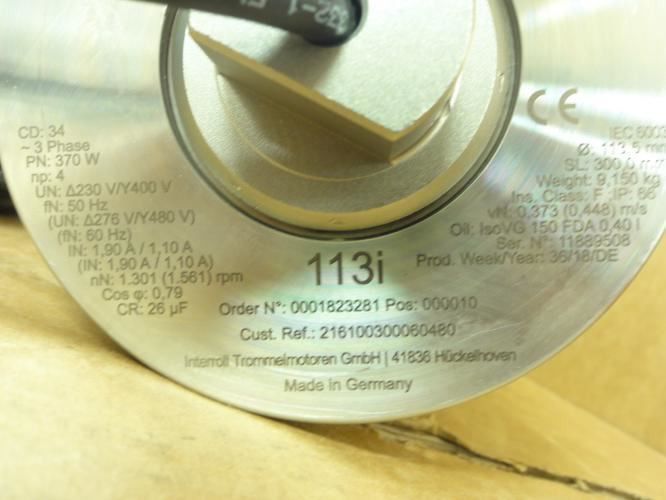 332-1
CE
CD: 34
~ 3 Phase
PN: 370 W
np: 4
UN: Δ230 V/Y400 V
fN: 50 Hz
(UN: Δ276 V/Y480 V)
(fN: 60 Hz)
IN: 1,90 A / 1,10 A
(IN: 1,90 A / 1,10 A)
nN: 1.301 (1.561) rpm
Cos φ: 0,79
CR: 26 µF
IEC 600
Ø: 113,5 mm
SL: 300,0 mm
Weight: 9,150 kg
Ins. Class: F IP: 66
vN: 0,373 (0,448) m/s
Oil: IsoVG 150 FDA 0,40 l
Ser. N°: 11889508
Prod. Week/Year: 36/18/DE
113i
Order N°: 0001823281 Pos: 000010
Cust. Ref.: 216100300060480
Interroll Trommelmotoren GmbH | 41836 Hückelhoven
Made in Germany